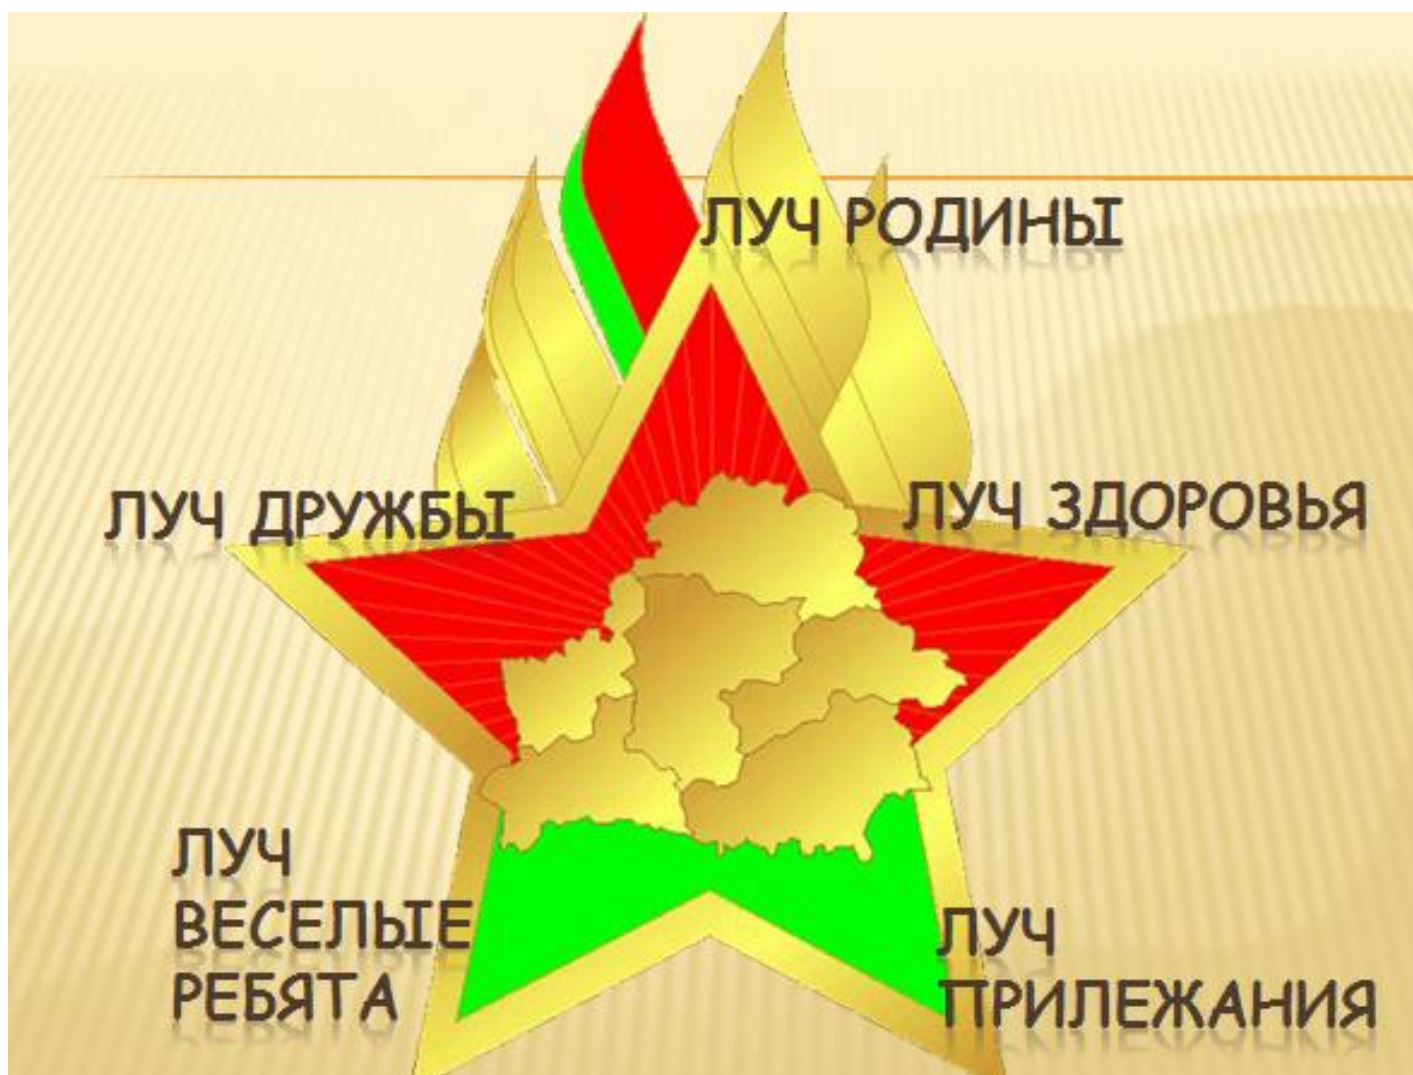 ЛУЧ РОДИНЫ
ЛУЧ ДРУЖБЫ
ЛУЧ ЗДОРОВЬЯ
ЛУЧ
ВЕСЕЛЫЕ
РЕБЯТА
ЛУЧ
ПРИЛЕЖАНИЯ